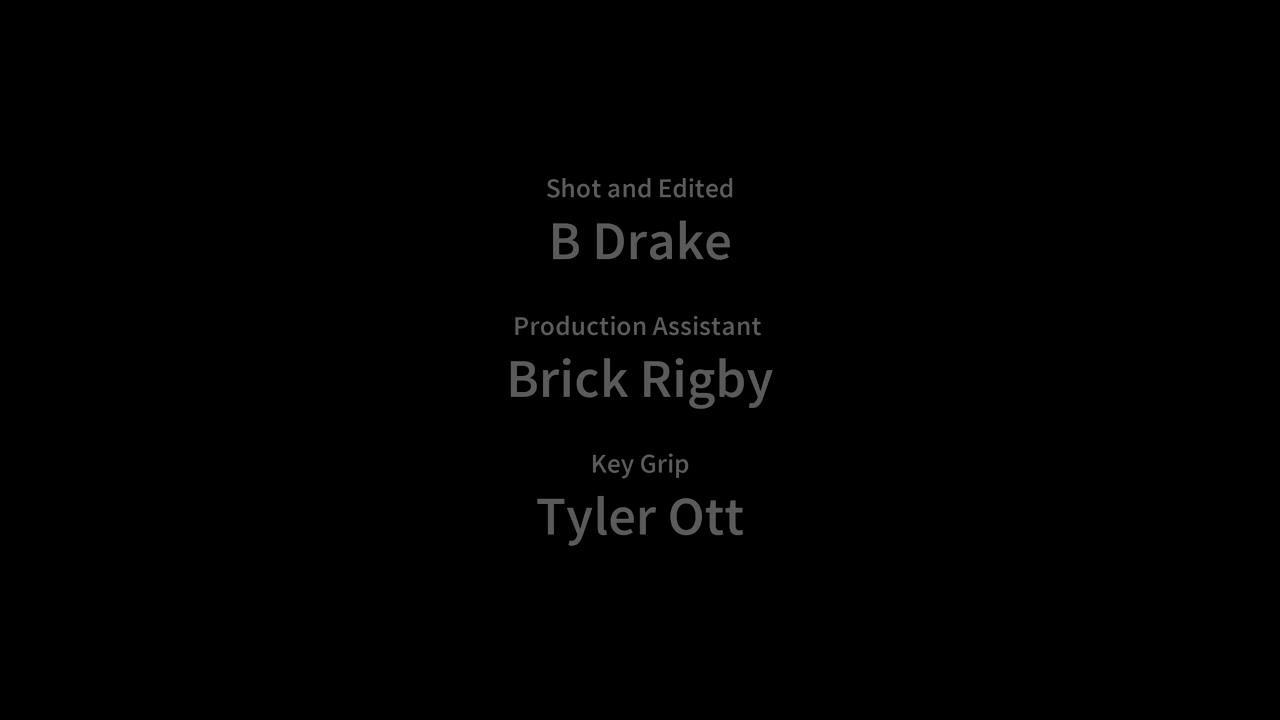 Shot and Edited
B Drake
Production Assistant
Brick Rigby
Key Grip
Tyler Ott